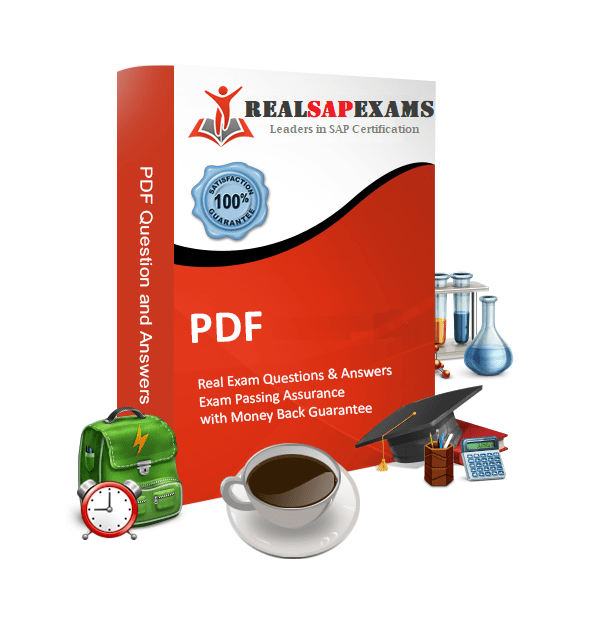 REALSAPEXAMS
Leaders in SAP Certification
SATISFACTION
100%
GUARANTEE
PDF Question and Answers
PDF
Real Exam Questions & Answers
Exam Passing Assurance
with Money Back Guarantee